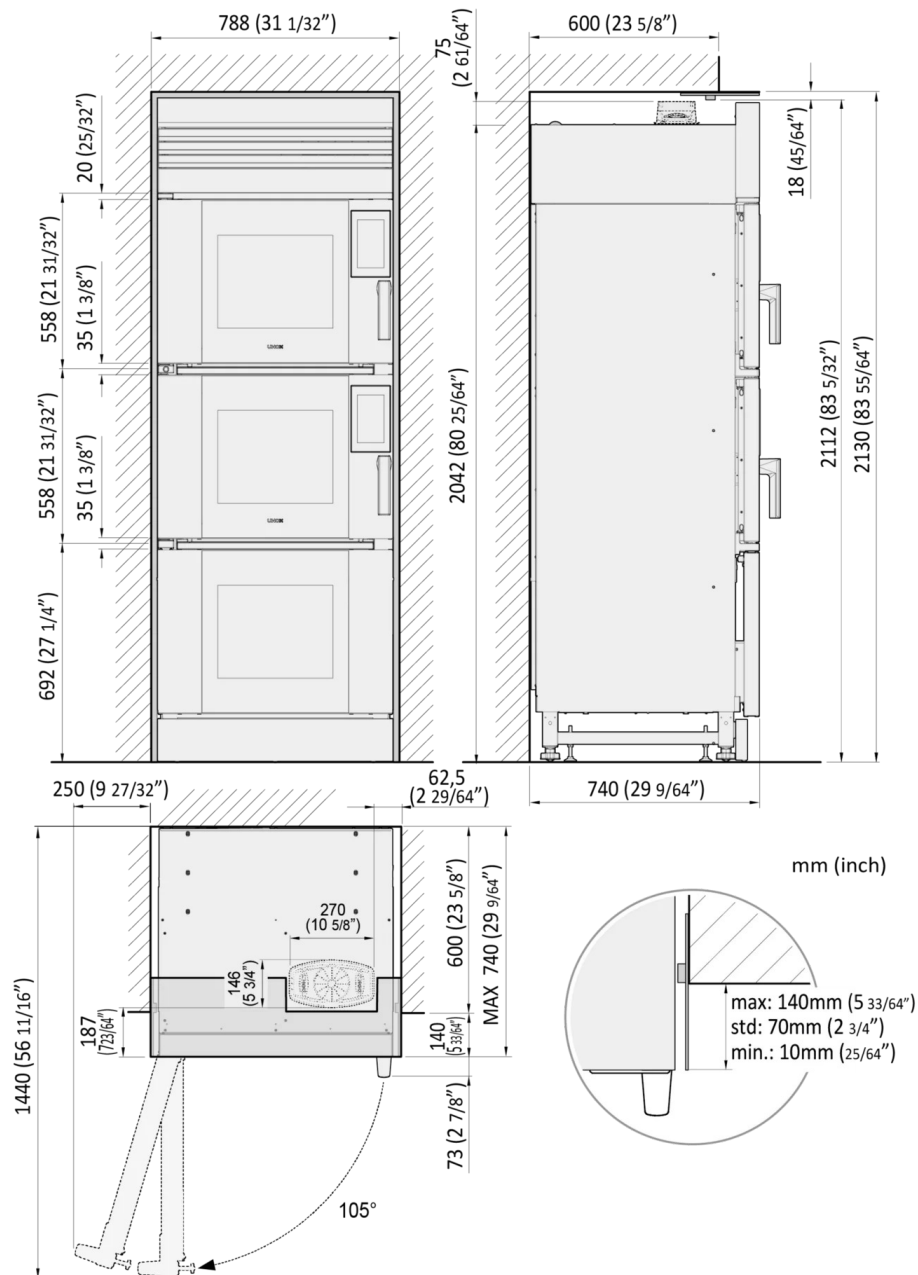 788 (31 1/32”)
600 (23 5/8”)
75
(2 61/64”)
20 (25/32”)
18 (45/64”)
558 (21 31/32”)
35 (1 3/8”)
558 (21 31/32”)
35 (1 3/8”)
692 (27 1/4”)
2042 (80 25/64”)
2112 (83 5/32”)
2130 (83 55/64”)
250 (9 27/32”)
62,5
(2 29/64”)
740 (29 9/64”)
270
(10 5/8”)
146
(5 3/4”)
600 (23 5/8”)
MAX 740 (29 9/64”)
187
(7 23/64”)
140
(5 33/64”)
1440 (56 11/16”)
73 (2 7/8”)
105°
mm (inch)
max: 140mm (5 33/64”)
std: 70mm (2 3/4”)
min.: 10mm (25/64”)